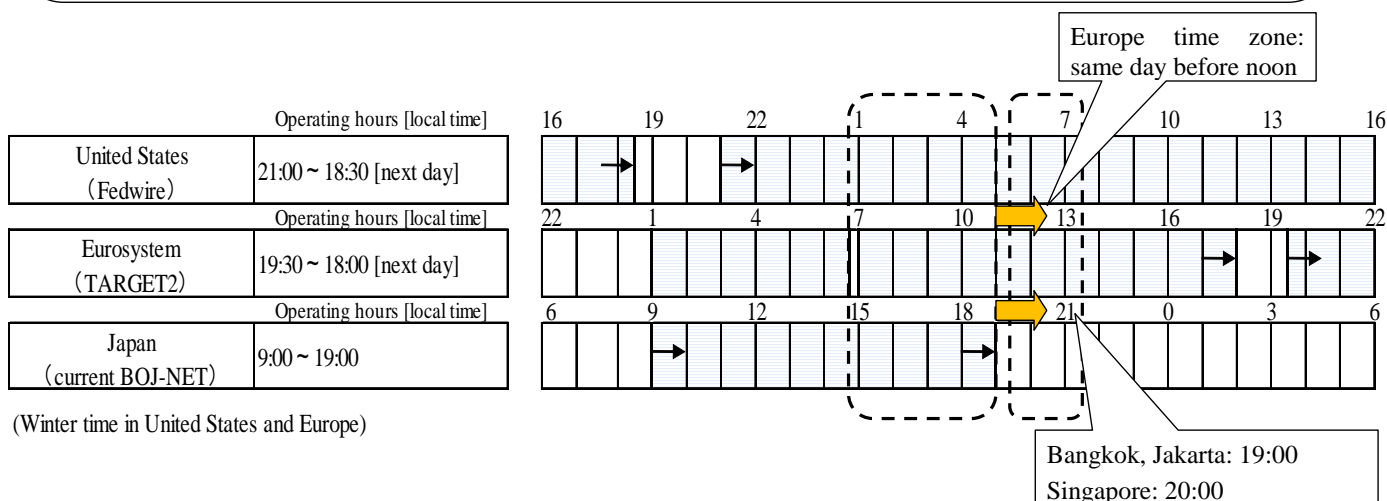 Europe time zone:
same day before noon
Operating hours [local time]
16 19 22 1 4 7 10 13 16
United States
（Fedwire）
21:00～18:30 [next day]
Operating hours [local time]
22 1 4 7 10 13 16 19 22
Eurosystem
（TARGET2）
19:30～18:00 [next day]
Operating hours [local time]
6 9 12 15 18 21 0 3 6
Japan
（current BOJ-NET）
9:00～19:00
(Winter time in United States and Europe)
Bangkok, Jakarta: 19:00
Singapore: 20:00